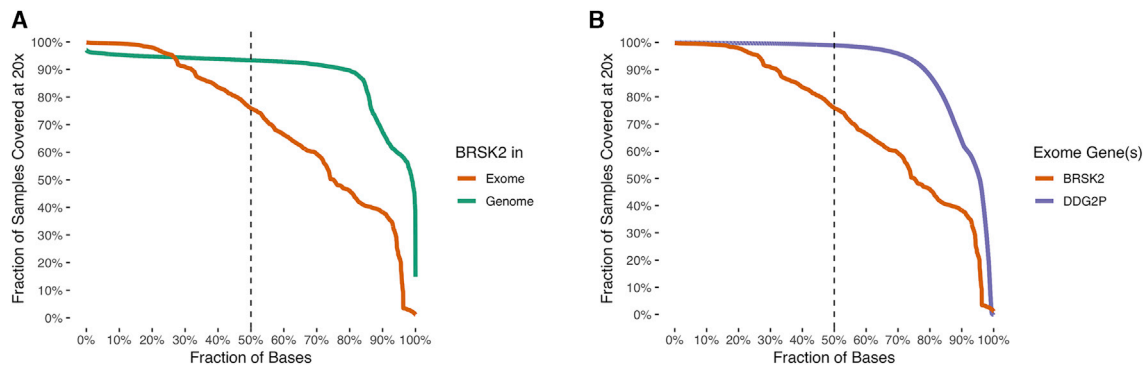 A
Fraction of Samples Covered at 20x
100%
90%
80%
70%
60%
50%
40%
30%
20%
10%
0%
0% 10% 20% 30% 40% 50% 60% 70% 80% 90% 100%
Fraction of Bases
BRSK2 in
Exome
Genome
B
Fraction of Samples Covered at 20x
100%
90%
80%
70%
60%
50%
40%
30%
20%
10%
0%
0% 10% 20% 30% 40% 50% 60% 70% 80% 90% 100%
Fraction of Bases
Exome Gene(s)
BRSK2
DDG2P